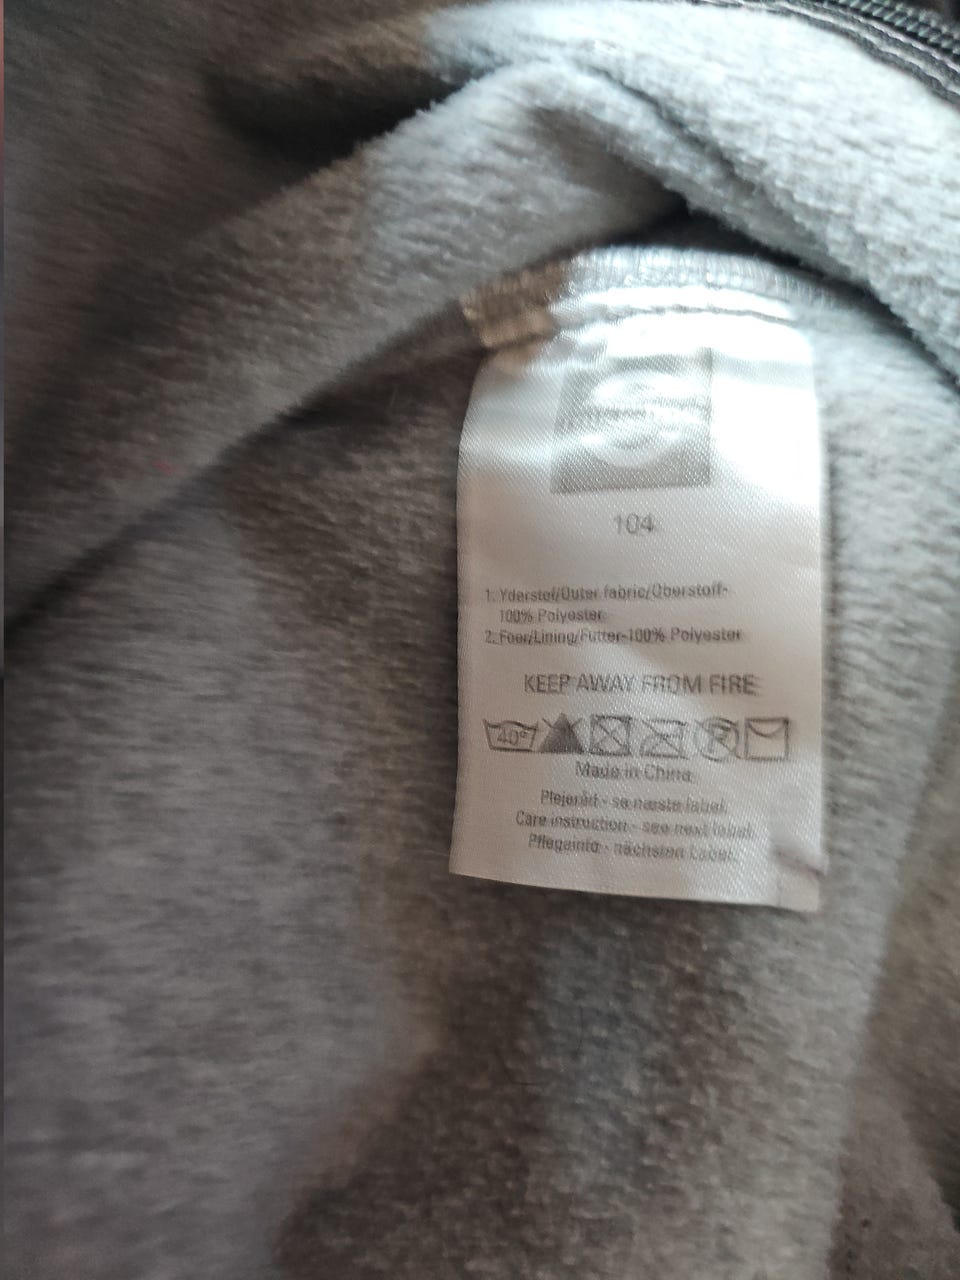 104
1. Yderstof/Outer fabric/Oberstoff-
100% Polyester
2. Foer/Lining/Futter-100% Polyester
KEEP AWAY FROM FIRE
40°
P
Made in China
Plejeråd - se næste label.
Care instruction - see next label.
Pflegeinfo - nächsten Label.